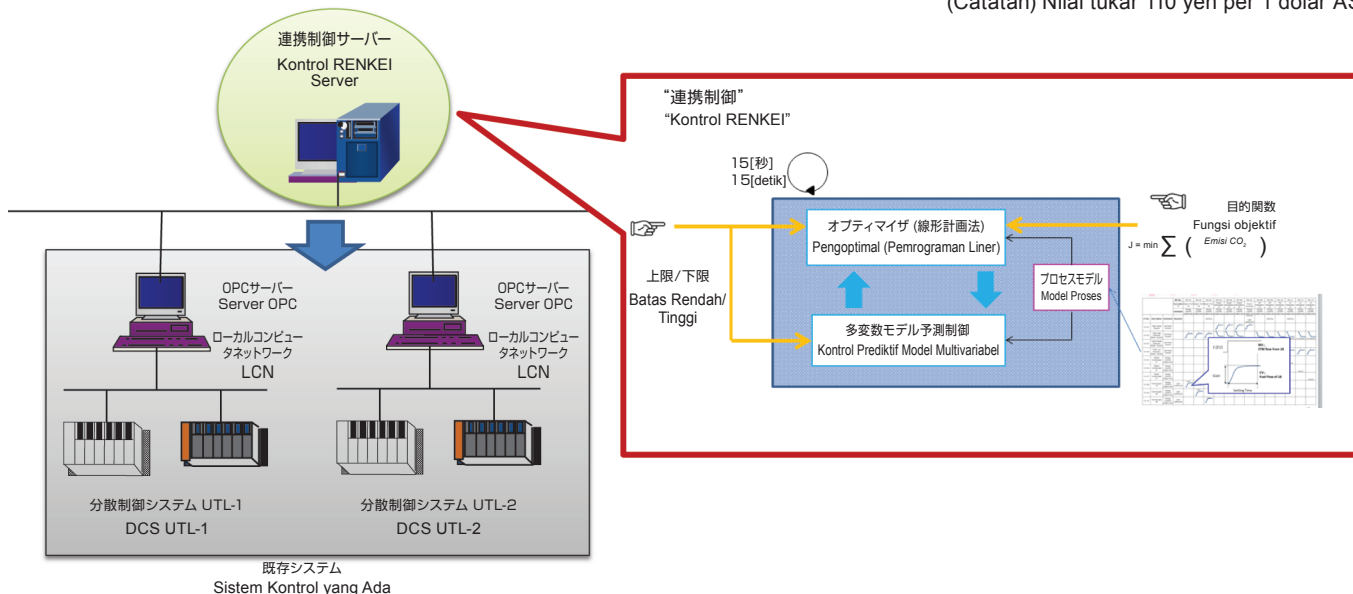 (Catatan) Nilai tukar 110 yen per 1 dolar AS
連携制御サーバー
Kontrol RENKEI
Server
OPCサーバー
Server OPC
ローカルコンピュー
タネットワーク
LCN
OPCサーバー
Server OPC
ローカルコンピュー
タネットワーク
LCN
分散制御システム UTL-1
DCS UTL-1
分散制御システム UTL-2
DCS UTL-2
既存システム
Sistem Kontrol yang Ada
“連携制御”
“Kontrol RENKEI”
15[秒]
15[detik]
上限/下限
Batas Rendah/
Tinggi
オプティマイザ (線形計画法)
Pengoptimal (Pemrograman Liner)
多変数モデル予測制御
Kontrol Prediktif Model Multivariabel
プロセスモデル
Model Proses
目的関数
Fungsi objektif
J = min ∑ ( Emisi CO₂ )